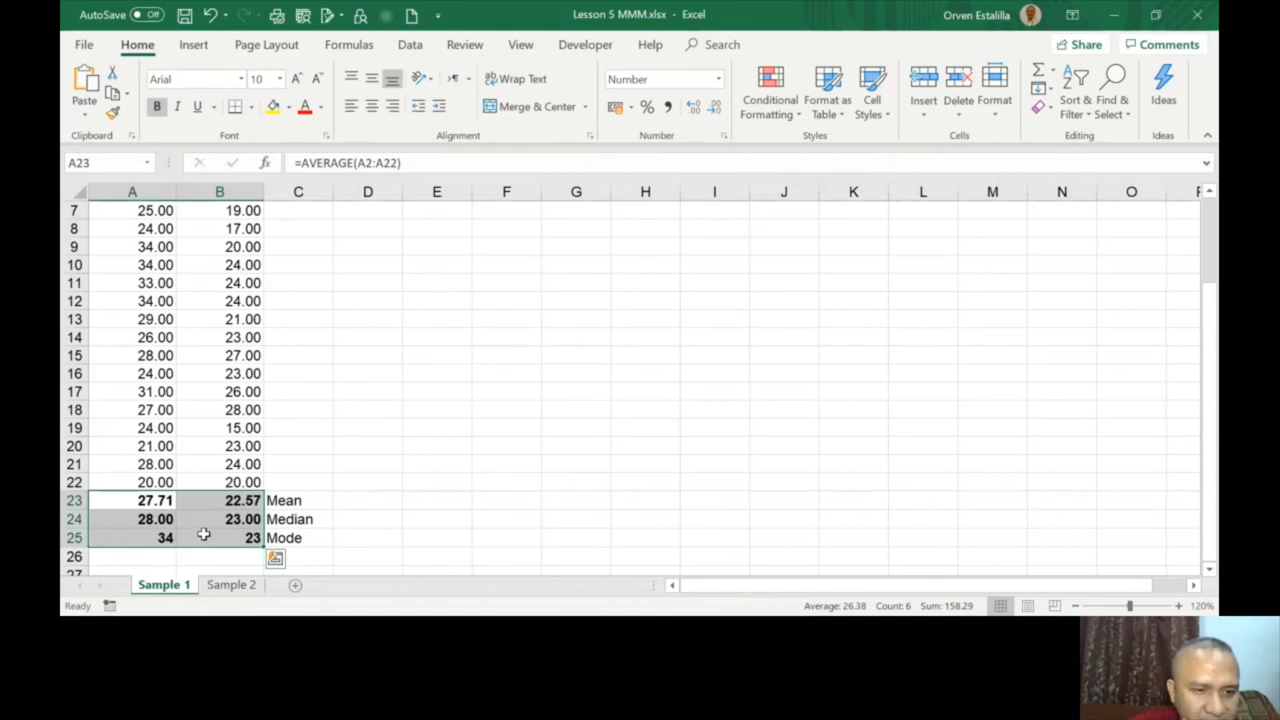 AutoSave Off Lesson 5 MMM.xlsx - Excel Orven Estalilla
File Home Insert Page Layout Formulas Data Review View Developer Help Search Share Comments
Paste Arial 10 Wrap Text Number Conditional Formatting Format as Table Cell Styles Insert Delete Format Sort & Filter Find & Select Ideas
B I U Merge & Center
Clipboard Font Alignment Number Styles Cells Editing Ideas
A23 fx =AVERAGE(A2:A22)
A B C D E F G H I J K L M N O
7 25.00 19.00
8 24.00 17.00
9 34.00 20.00
10 34.00 24.00
11 33.00 24.00
12 34.00 24.00
13 29.00 21.00
14 26.00 23.00
15 28.00 27.00
16 24.00 23.00
17 31.00 26.00
18 27.00 28.00
19 24.00 15.00
20 21.00 23.00
21 28.00 24.00
22 20.00 20.00
23 27.71 22.57 Mean
24 28.00 23.00 Median
25 34 23 Mode
26
27
Sample 1 Sample 2
Ready Average: 26.38 Count: 6 Sum: 158.29 120%